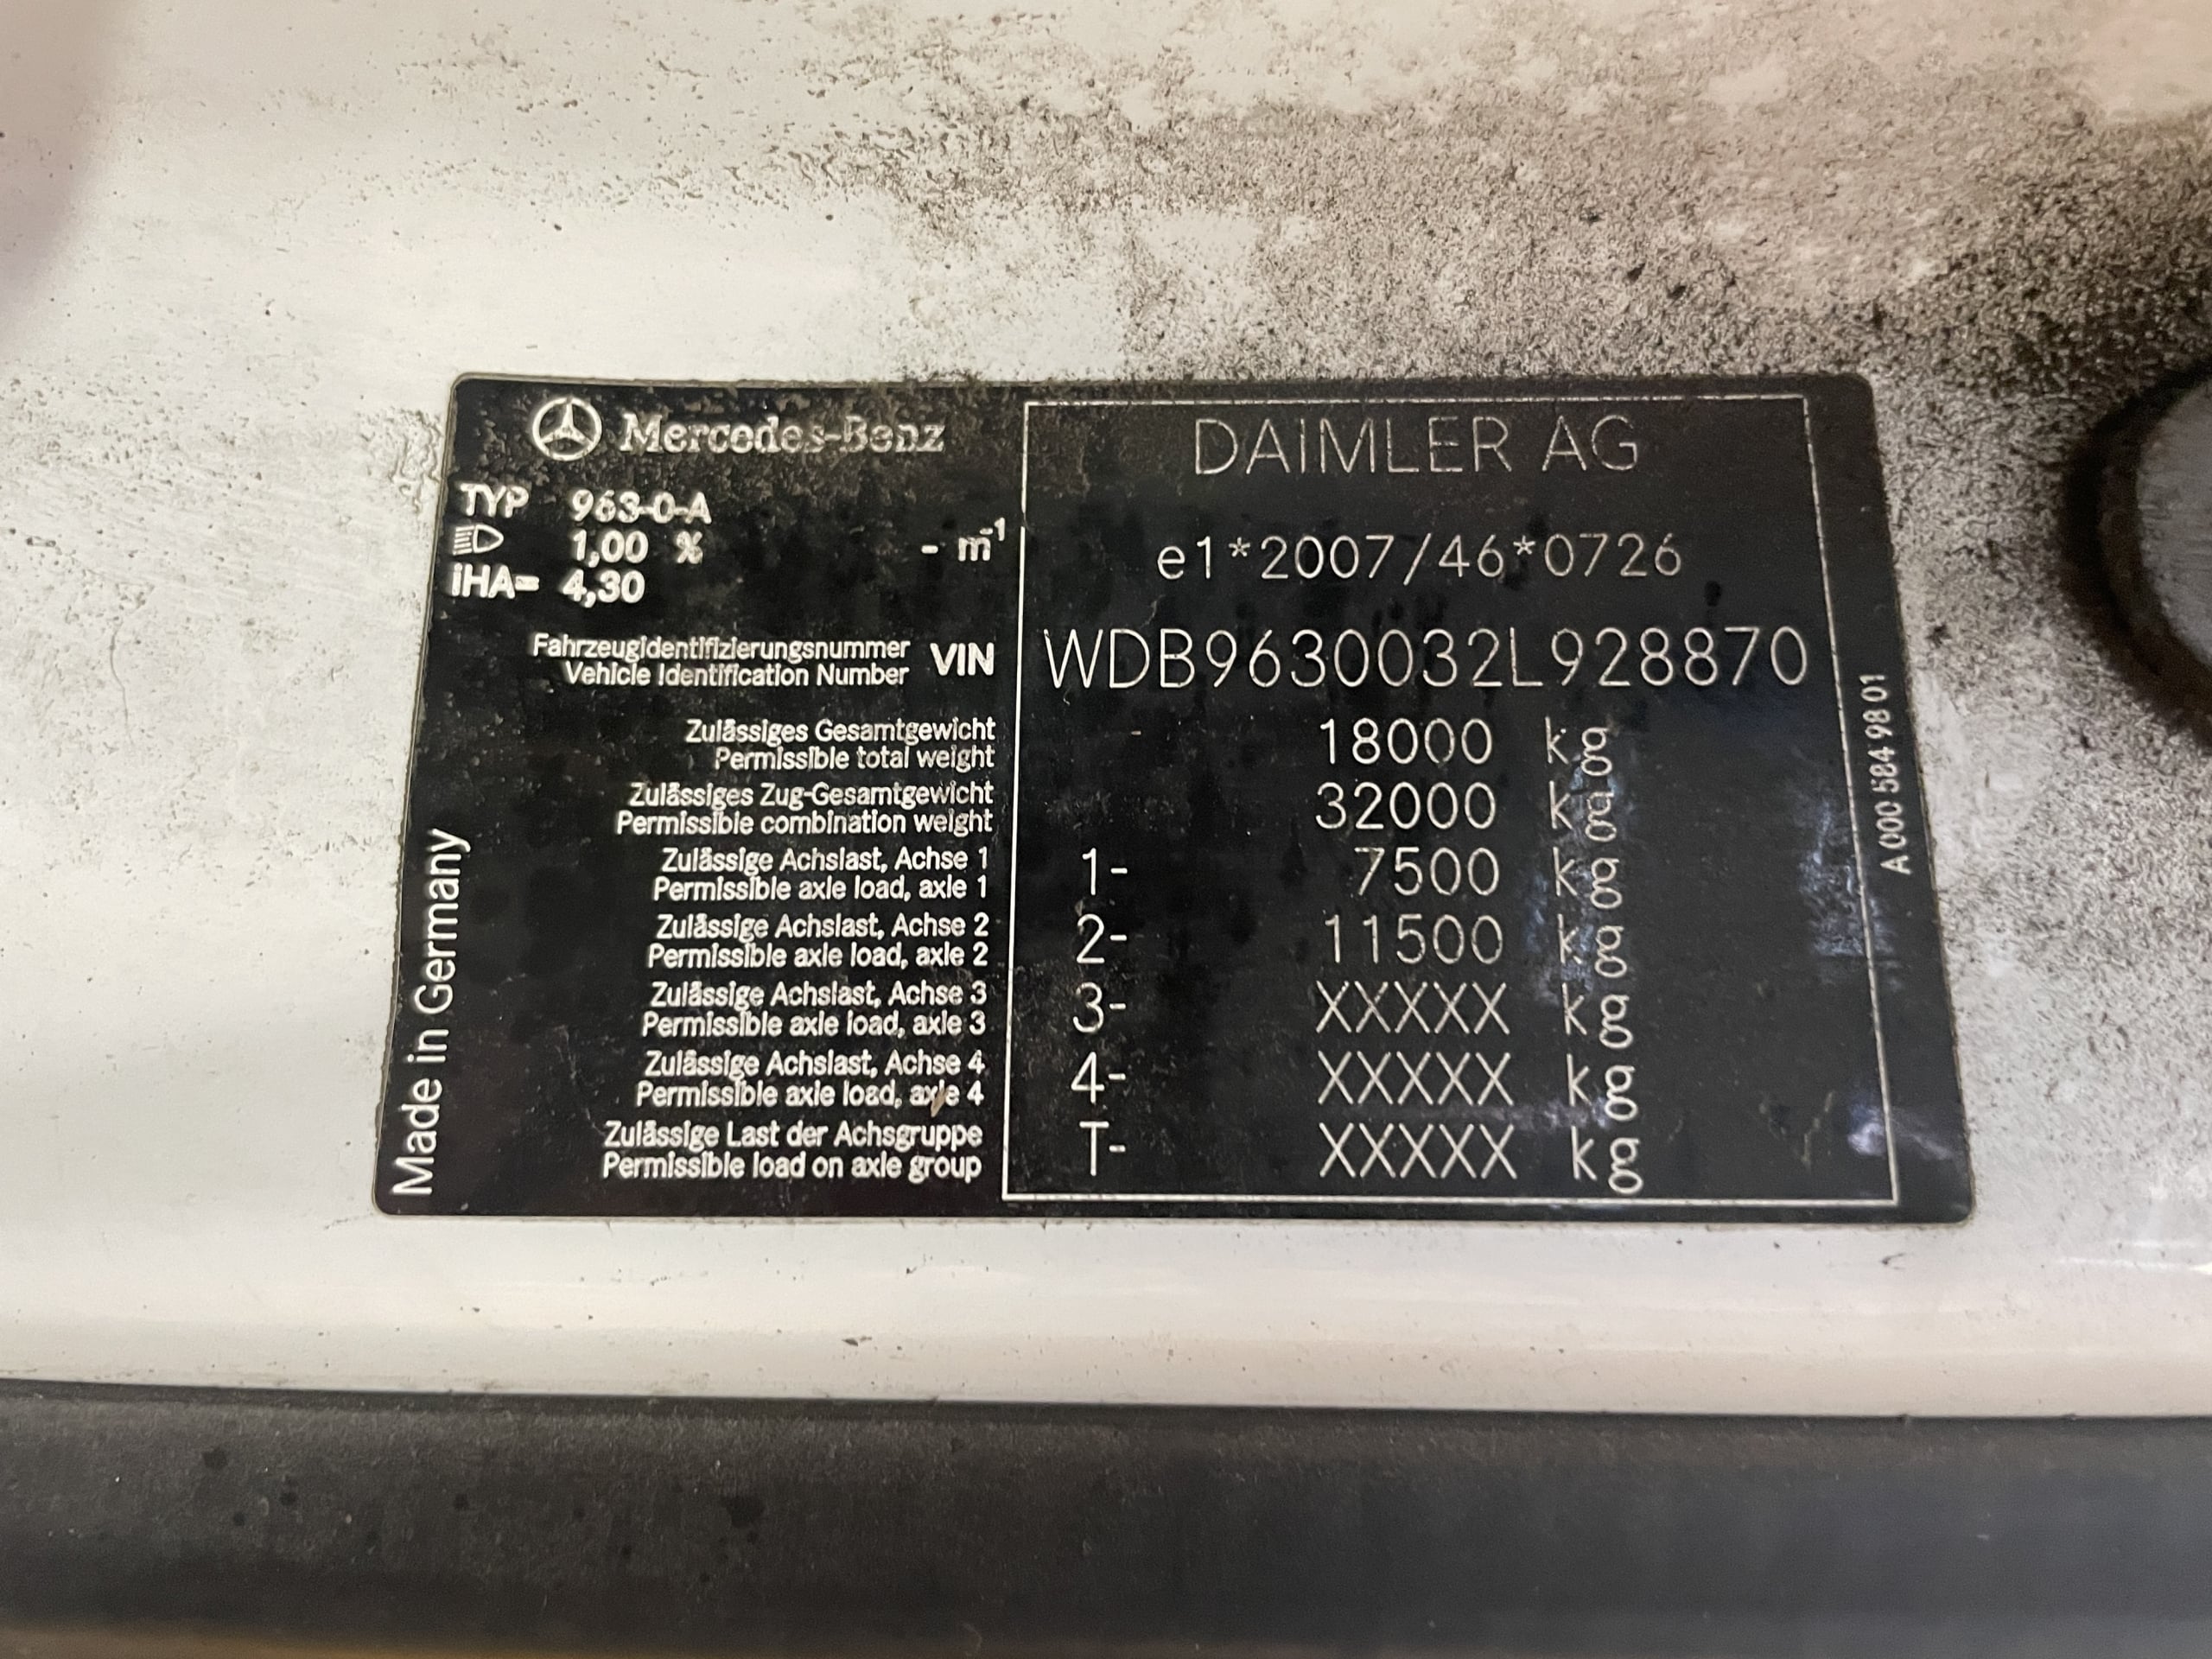 Mercedes-Benz
TYP 963-0-A
1,00 % - m-1
iHA= 4,30
DAIMLER AG
e1*2007/46*0726
Fahrzeugidentifizierungsnummer
Vehicle Identification Number VIN WDB9630032L928870
Zulässiges Gesamtgewicht
Permissible total weight 18000 kg
Zulässiges Zug-Gesamtgewicht
Permissible combination weight 32000 kg
Zulässige Achslast, Achse 1
Permissible axle load, axle 1 1- 7500 kg
Zulässige Achslast, Achse 2
Permissible axle load, axle 2 2- 11500 kg
Zulässige Achslast, Achse 3
Permissible axle load, axle 3 3- XXXXX kg
Zulässige Achslast, Achse 4
Permissible axle load, axle 4 4- XXXXX kg
Zulässige Last der Achsgruppe
Permissible load on axle group T- XXXXX kg
Made in Germany
A 000 584 98 01